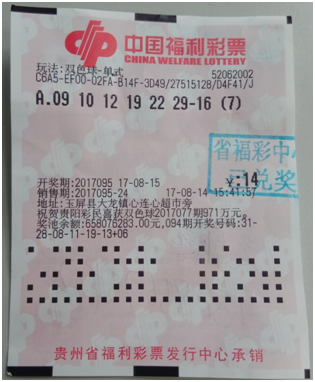 中国福利彩票
CHINA WELFARE LOTTERY
玩法:双色球-单式 52062002
C6A5-EF00-02FA-B14F-3D49/27515128/D4F41/J
A.09 10 12 19 22 29-16 (7)
省福彩中心
已兑奖
¥:14
开奖期:2017095 17-08-15
销售期:2017095-24 17-08-14 15:41:57
地址:玉屏县大龙镇心连心超市旁
祝贺贵阳彩民喜获双色球2017077期971万元。
奖池余额:658076283.00元,094期开奖号码:31-
28-08-11-19-13+06
贵州省福利彩票发行中心承销